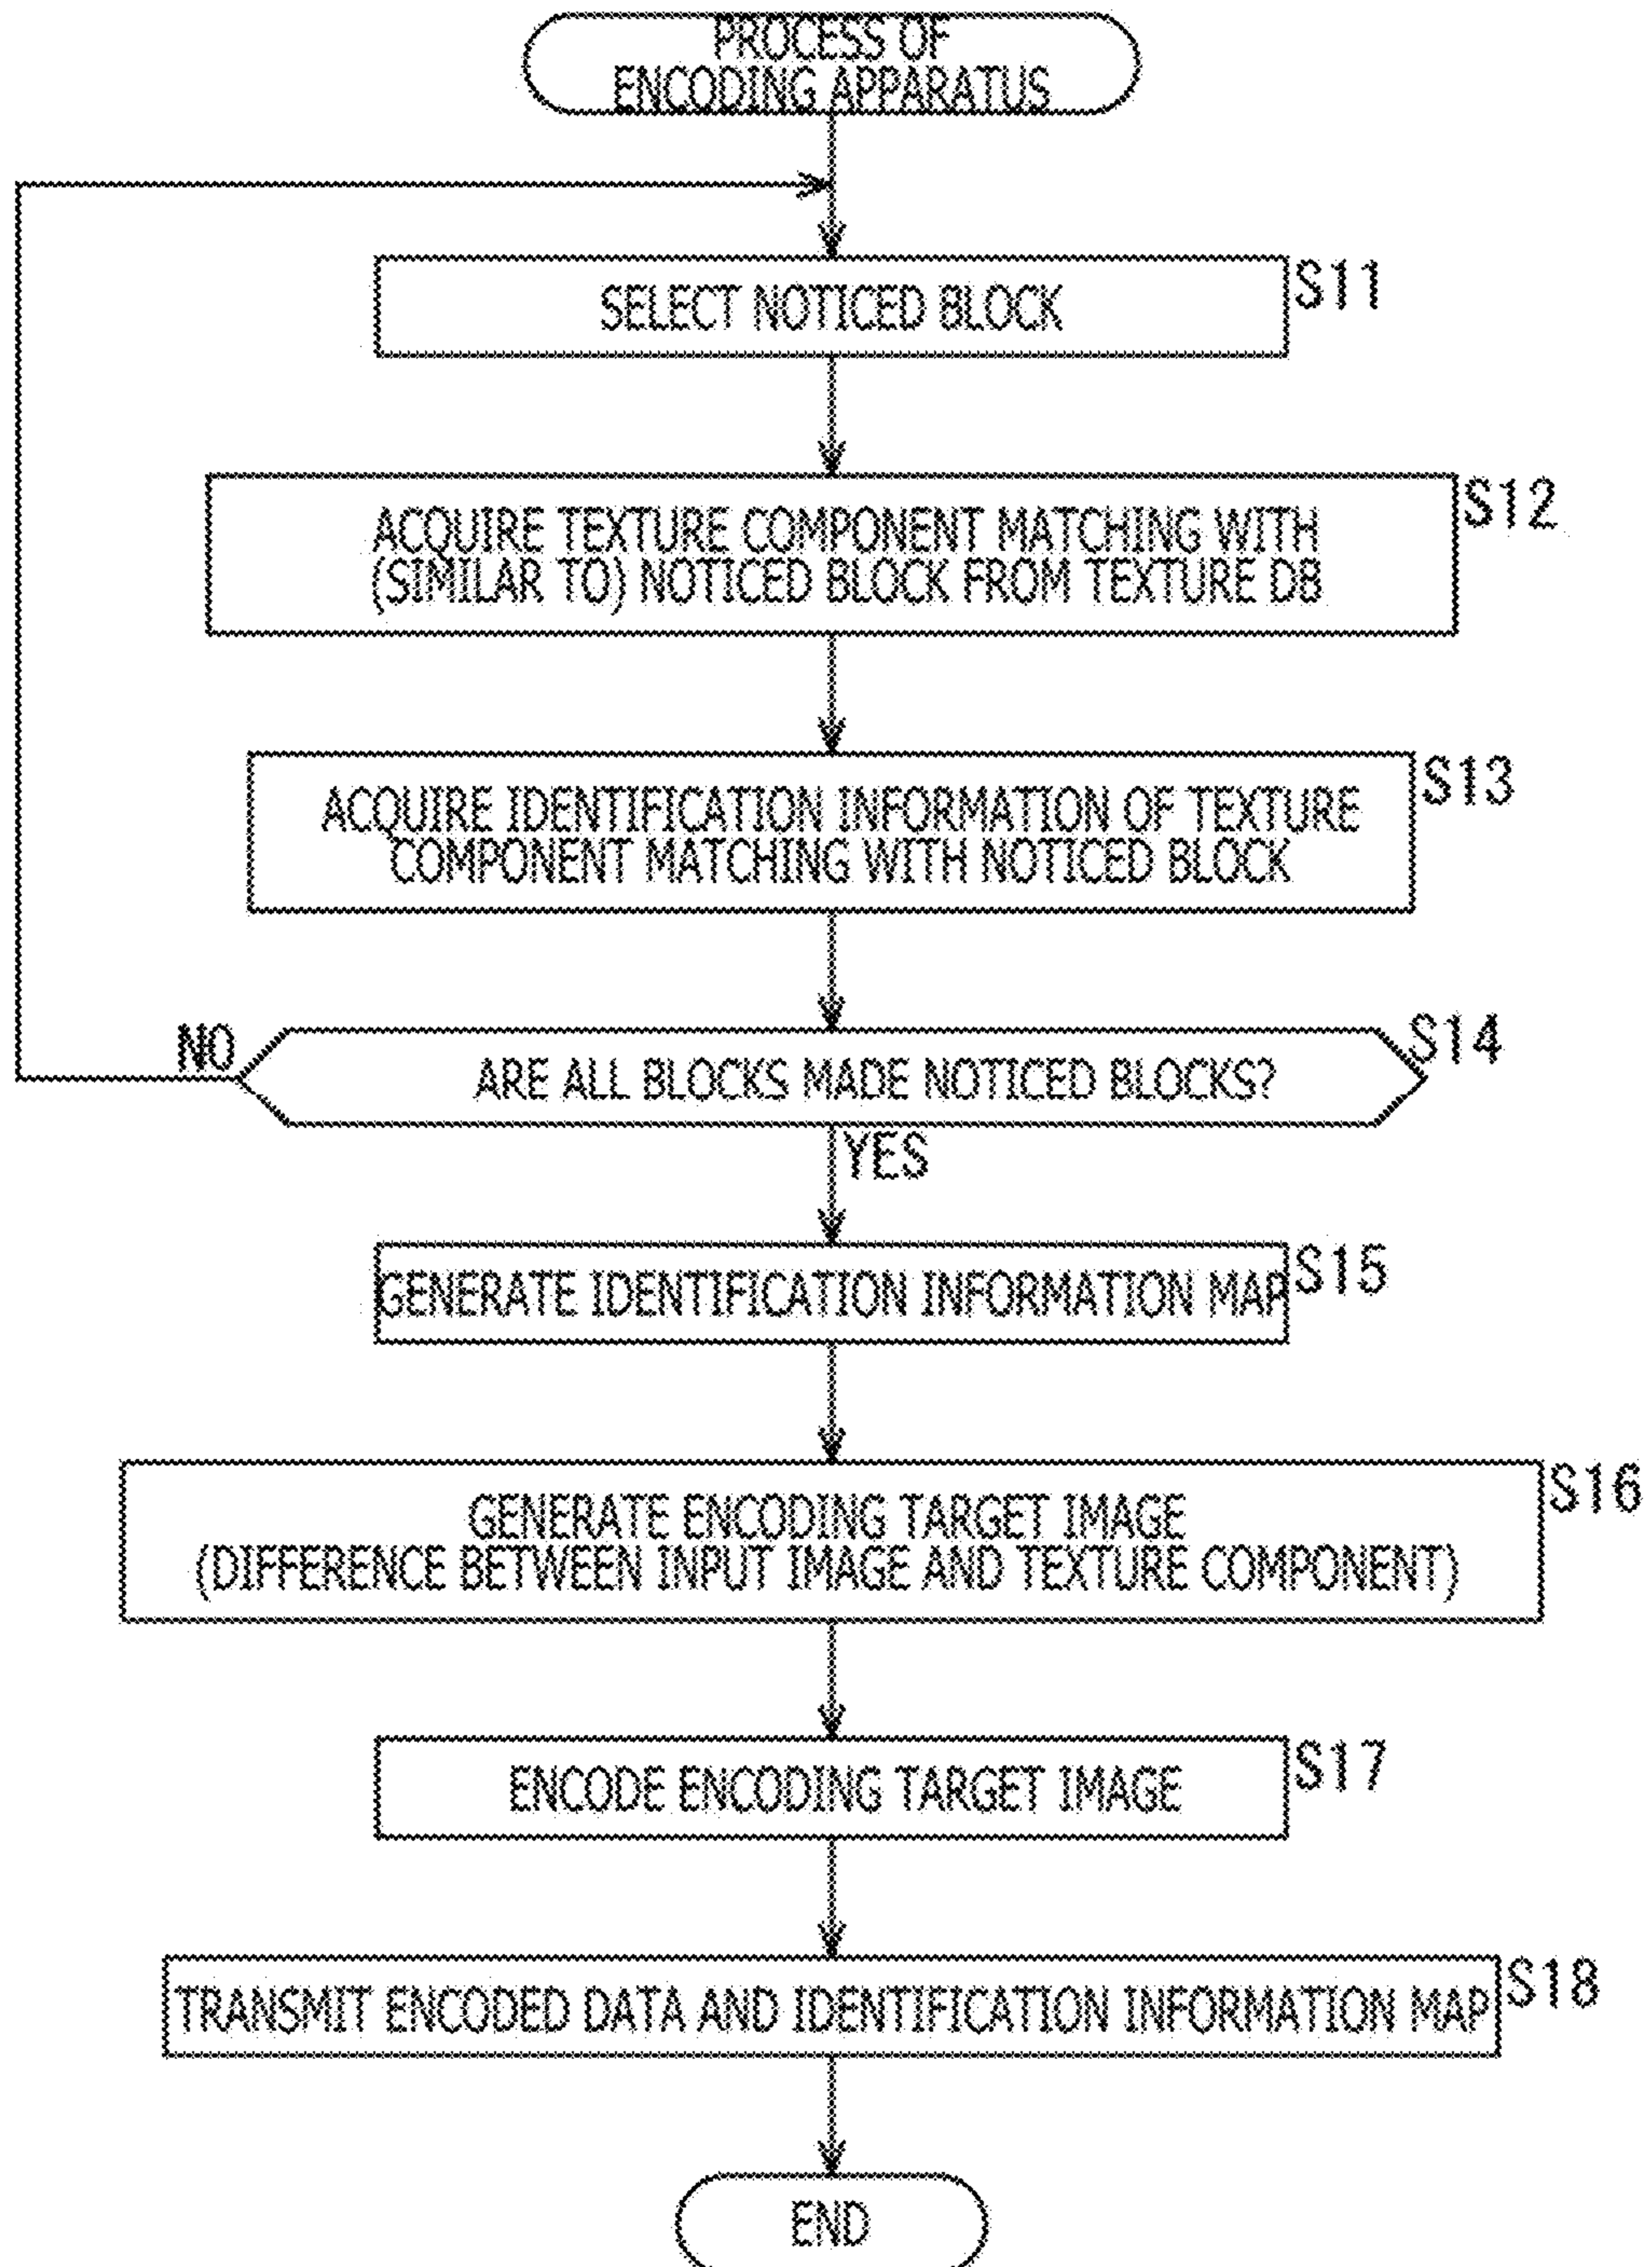 PROCESS OF
ENCODING APPARATUS
SELECT NOTICED BLOCK
S11
ACQUIRE TEXTURE COMPONENT MATCHING WITH
(SIMILAR TO) NOTICED BLOCK FROM TEXTURE DB
S12
ACQUIRE IDENTIFICATION INFORMATION OF TEXTURE
COMPONENT MATCHING WITH NOTICED BLOCK
S13
NO
ARE ALL BLOCKS MADE NOTICED BLOCKS?
S14
YES
GENERATE IDENTIFICATION INFORMATION MAP
S15
GENERATE ENCODING TARGET IMAGE
(DIFFERENCE BETWEEN INPUT IMAGE AND TEXTURE COMPONENT)
S16
ENCODE ENCODING TARGET IMAGE
S17
TRANSMIT ENCODED DATA AND IDENTIFICATION INFORMATION MAP
S18
END